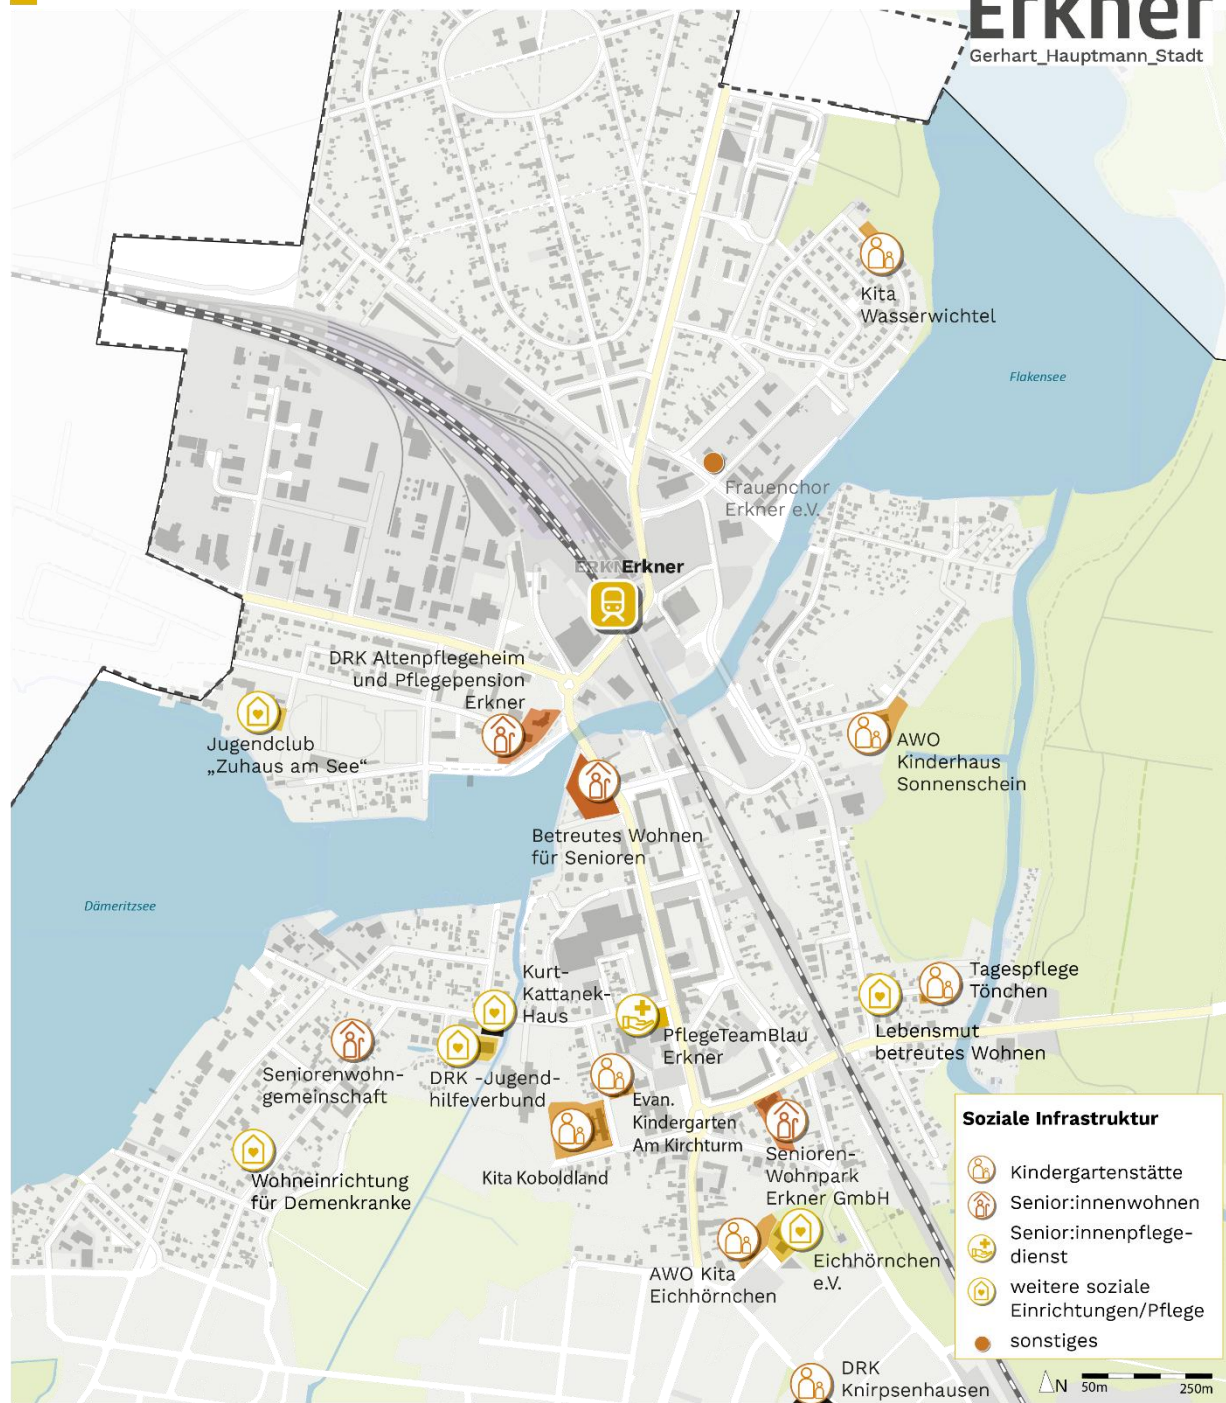 Erkner
Gerhart_Hauptmann_Stadt
Kita
Wasserwichtel
Flakensee
Frauenchor
Erkner e.V.
Erkner
DRK Altenpflegeheim
und Pflegepension
Erkner
Jugendclub
„Zuhaus am See“
AWO
Kinderhaus
Sonnenschein
Betreutes Wohnen
für Senioren
Dämeritzsee
Kurt-
Kattanek-
Haus
Tagespflege
Tönchen
PflegeTeamBlau
Erkner
Lebensmut
betreutes Wohnen
Seniorenwohn-
gemeinschaft
DRK -Jugend-
hilfeverbund
Evan.
Kindergarten
Am Kirchturm
Kita Koboldland
Senioren-
Wohnpark
Erkner GmbH
Wohneinrichtung
für Demenkranke
AWO Kita
Eichhörnchen
Eichhörnchen
e.V.
DRK
Knirpsenhausen
Soziale Infrastruktur
Kindergartenstätte
Senior:innenwohnen
Senior:innenpflege-
dienst
weitere soziale
Einrichtungen/Pflege
sonstiges
N
50m
250m